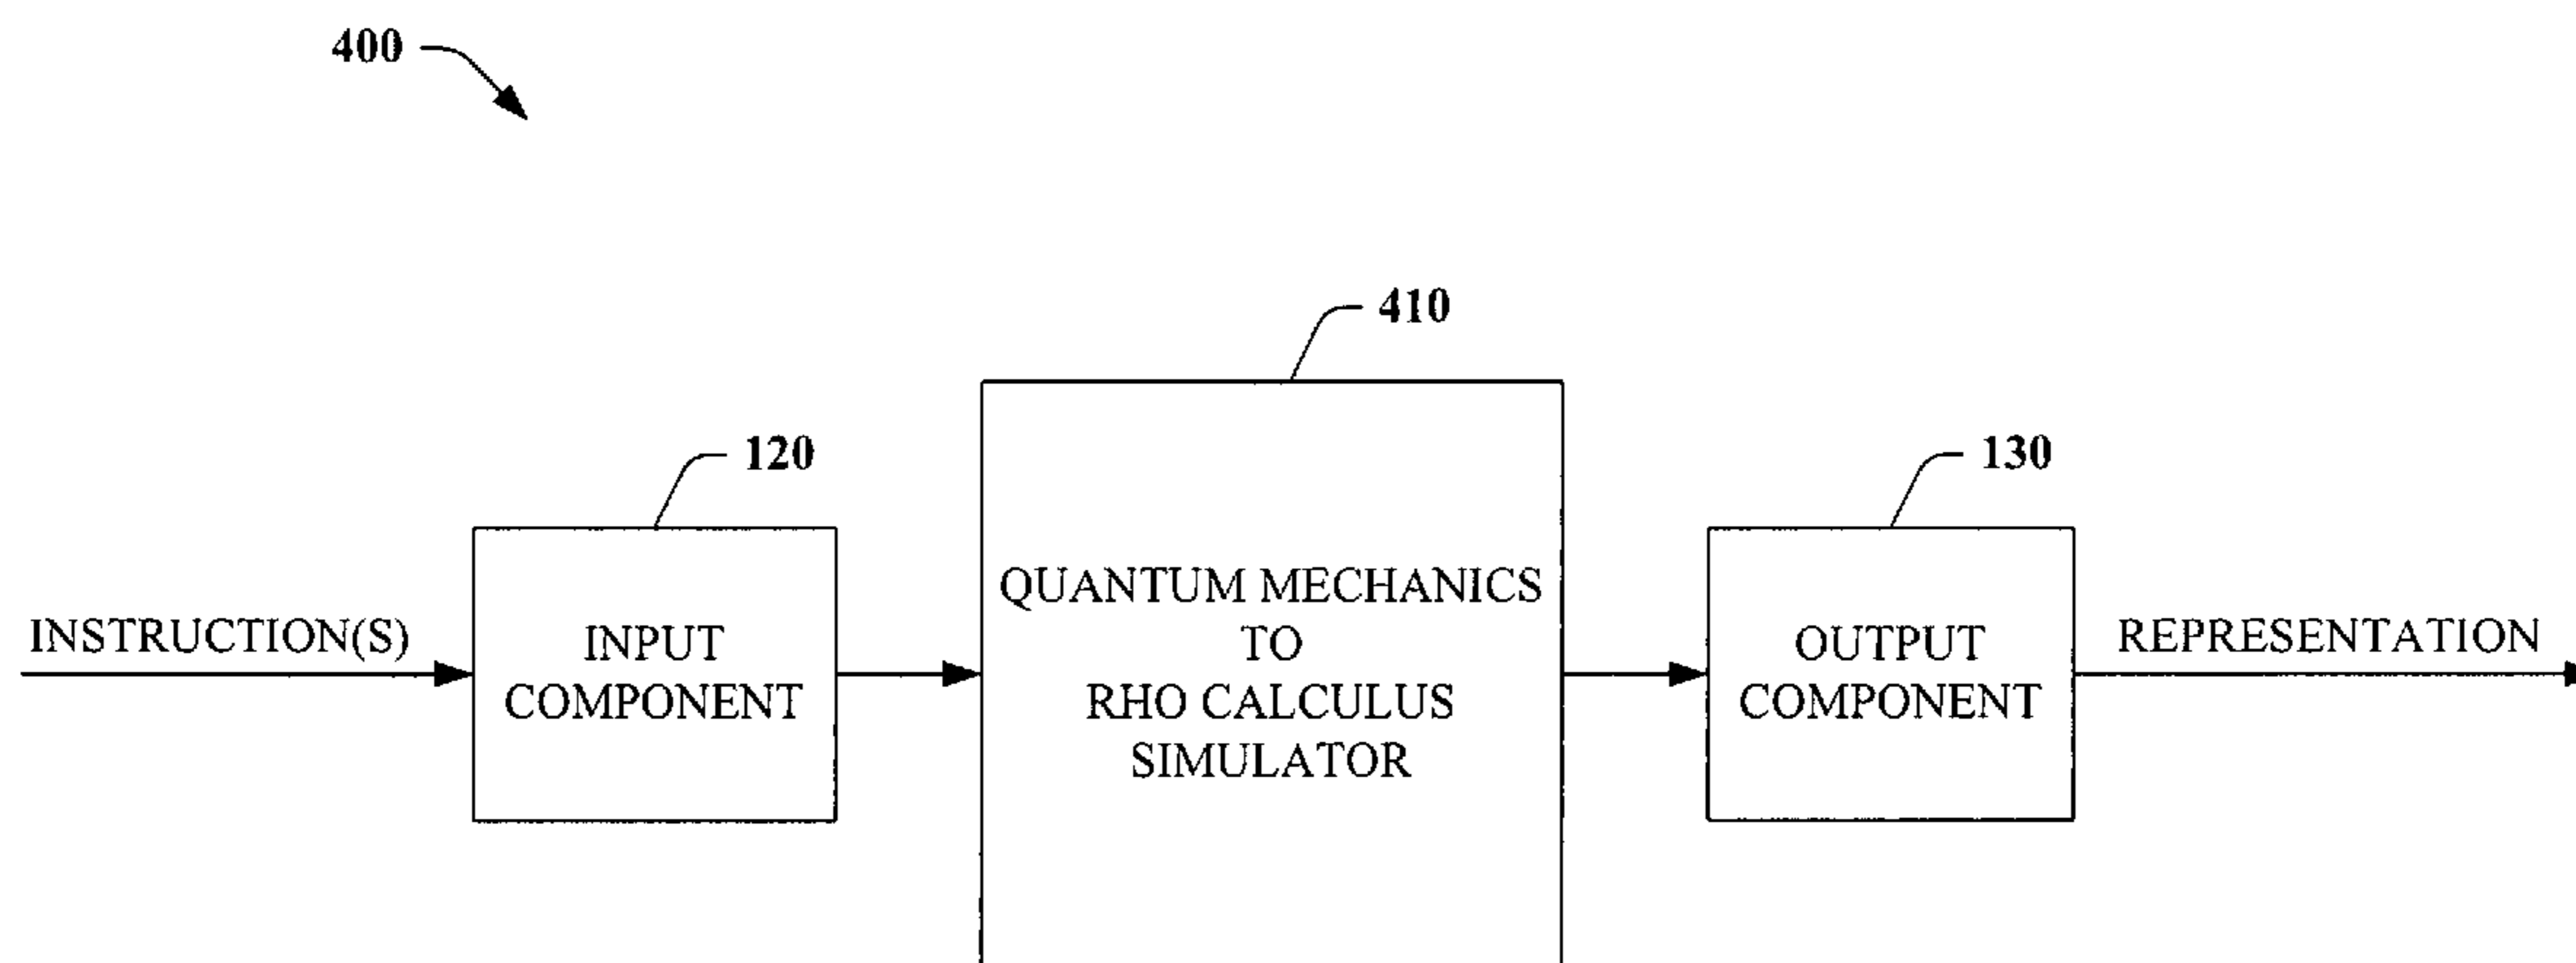 400
410
120
130
INSTRUCTION(S)
INPUT
COMPONENT
QUANTUM MECHANICS
TO
RHO CALCULUS
SIMULATOR
OUTPUT
COMPONENT
REPRESENTATION